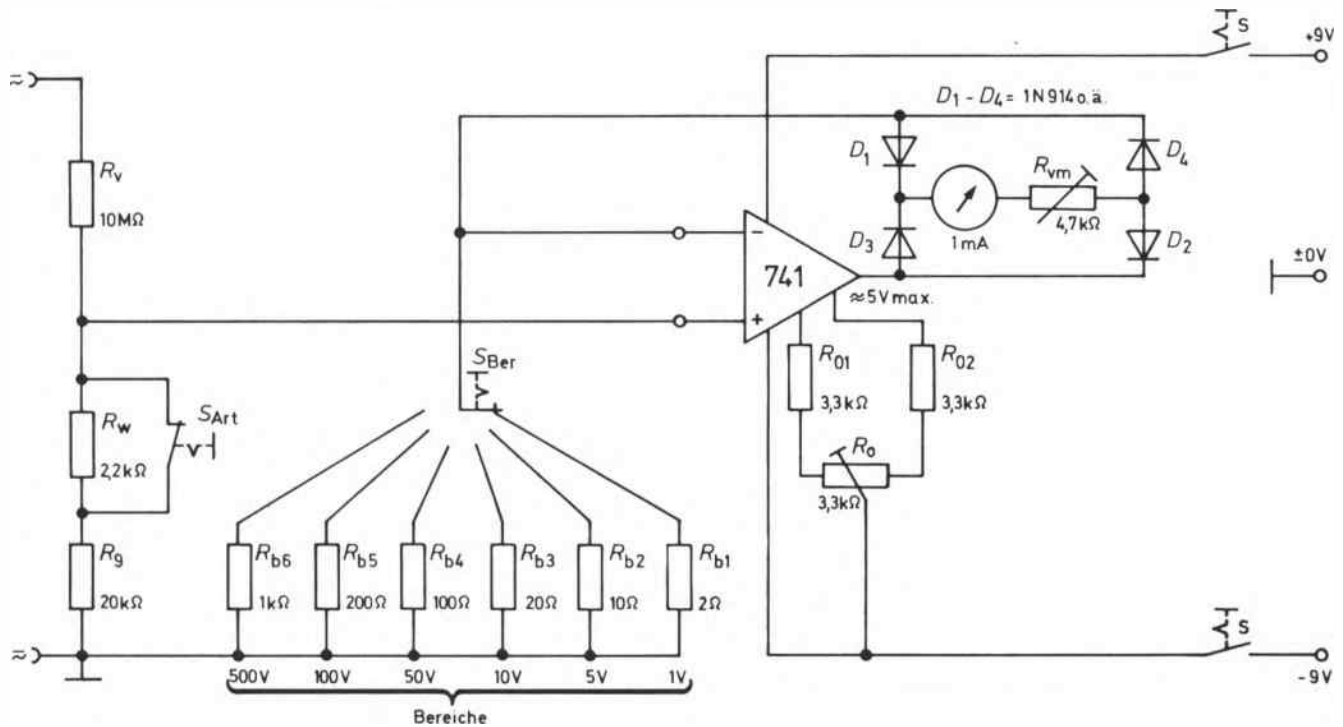 S
+9V
≈
D1 - D4 = 1N914 o.ä.
D1
D4
Rv
10MΩ
Rvm
4,7kΩ
1mA
D3
D2
−
741
+
≈5V max.
±0V
R01
3,3kΩ
R02
3,3kΩ
SBer
SArt
Rw
2,2kΩ
Ro
3,3kΩ
R9
20kΩ
Rb6
1kΩ
Rb5
200Ω
Rb4
100Ω
Rb3
20Ω
Rb2
10Ω
Rb1
2Ω
S
≈
-9V
500V 100V 50V 10V 5V 1V
Bereiche